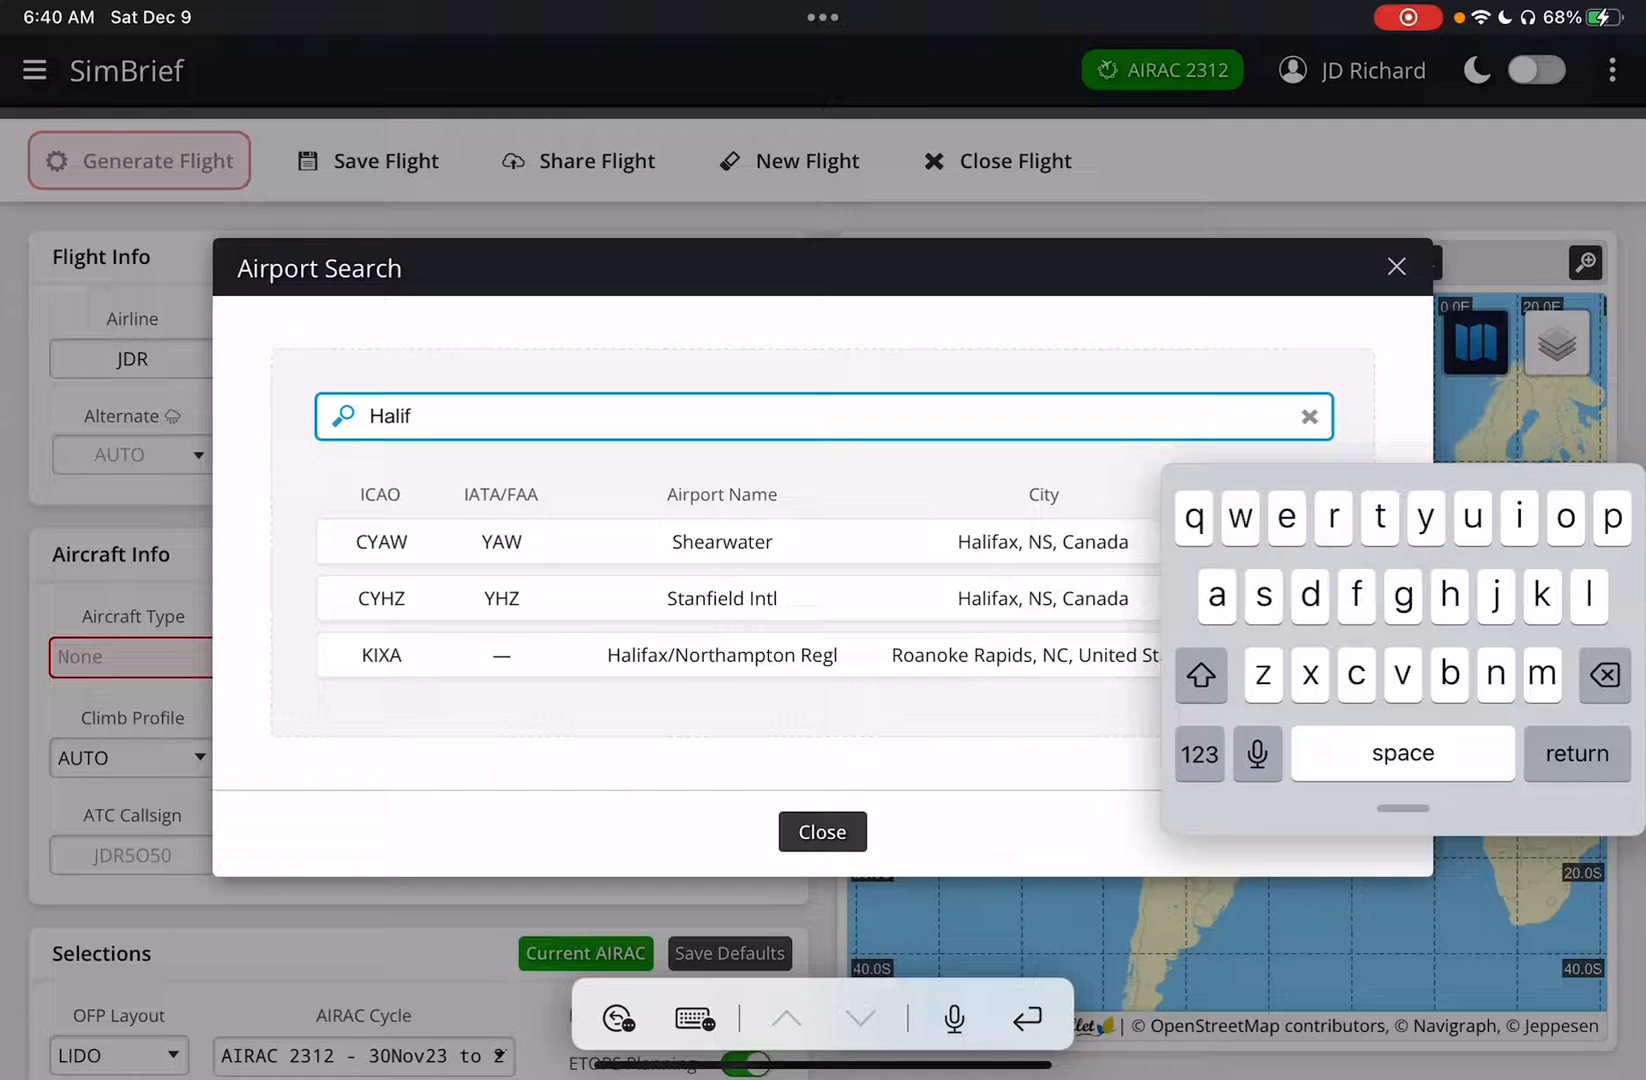 6:40 AM Sat Dec 9
68%
SimBrief
AIRAC 2312
JD Richard
Generate Flight
Save Flight
Share Flight
New Flight
Close Flight
Flight Info
Airline
JDR
Alternate
AUTO
Airport Search
Halif
ICAO IATA/FAA Airport Name City
CYAW YAW Shearwater Halifax, NS, Canada
CYHZ YHZ Stanfield Intl Halifax, NS, Canada
KIXA — Halifax/Northampton Regl Roanoke Rapids, NC, United St
Close
q w e r t y u i o p
a s d f g h j k l
z x c v b n m
123 space return
0.0E 20.0E
Aircraft Info
Aircraft Type
None
Climb Profile
AUTO
ATC Callsign
JDR5O50
20.0S
40.0S 40.0S
Selections
Current AIRAC
Save Defaults
OFP Layout
LIDO
AIRAC Cycle
AIRAC 2312 - 30Nov23 to 2
ETOPS Planning
| © OpenStreetMap contributors, © Navigraph, © Jeppesen